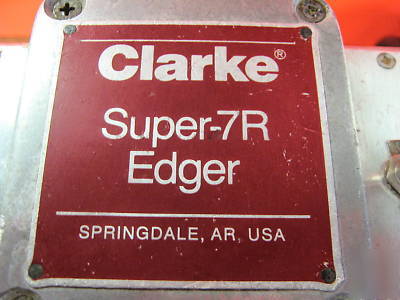 Clarke®
Super-7R
Edger
SPRINGDALE, AR, USA